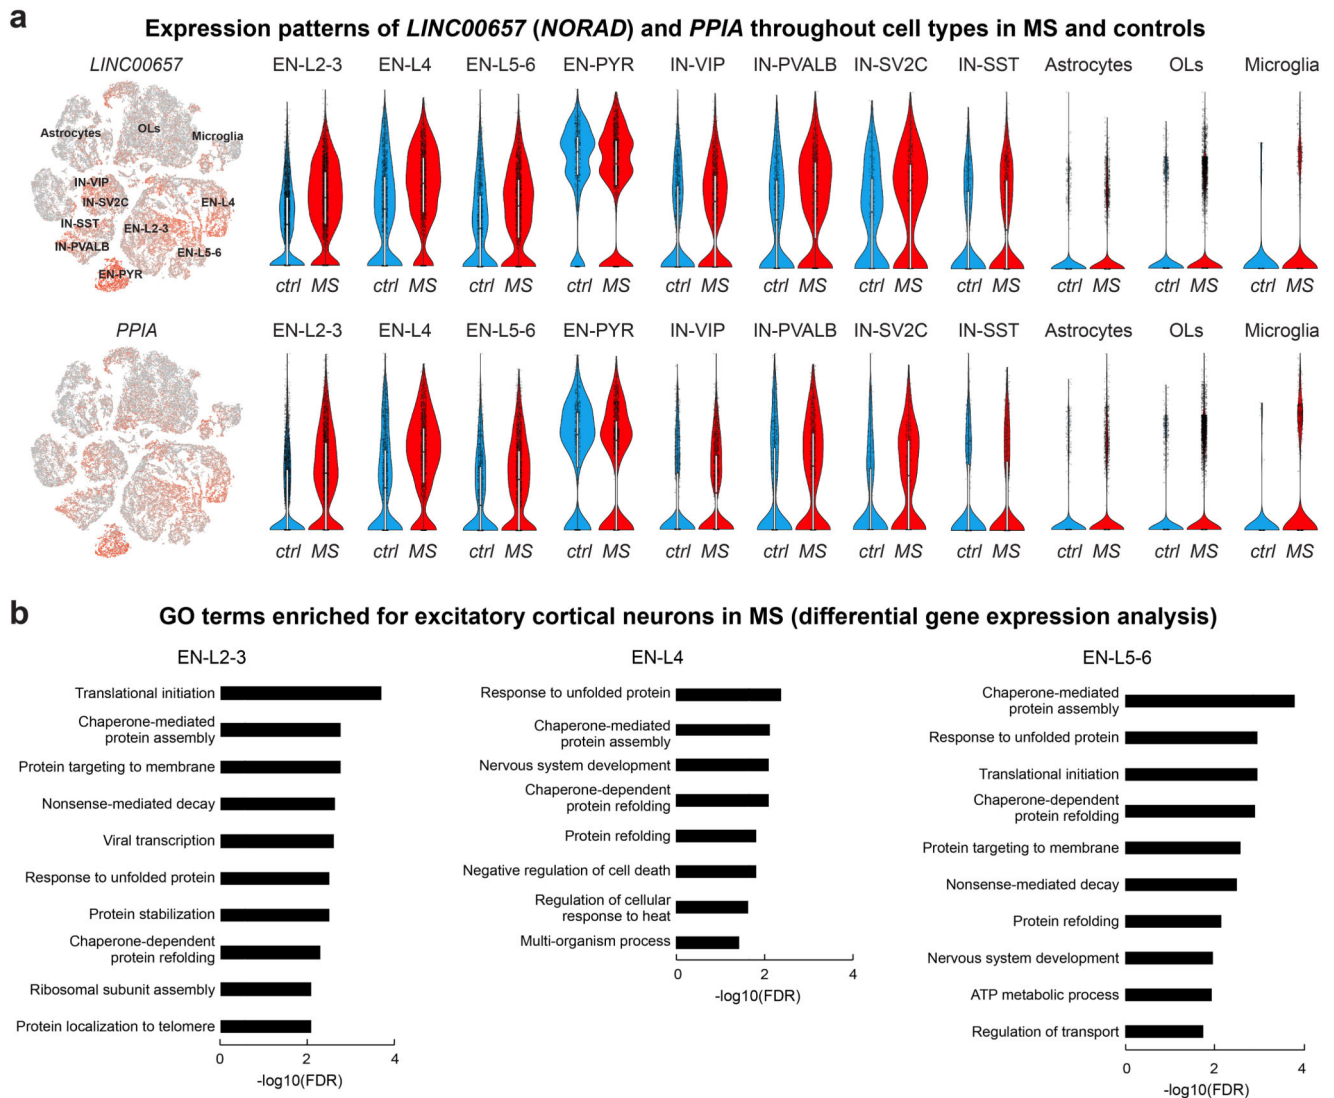 a
Expression patterns of LINC00657 (NORAD) and PPIA throughout cell types in MS and controls
LINC00657
EN-L2-3 EN-L4 EN-L5-6 EN-PYR IN-VIP IN-PVALB IN-SV2C IN-SST Astrocytes OLs Microglia
Astrocytes
OLs
Microglia
IN-VIP
IN-SV2C
EN-L4
IN-SST
EN-L2-3
IN-PVALB
EN-L5-6
EN-PYR
ctrl MS ctrl MS ctrl MS ctrl MS ctrl MS ctrl MS ctrl MS ctrl MS ctrl MS ctrl MS ctrl MS
PPIA
EN-L2-3 EN-L4 EN-L5-6 EN-PYR IN-VIP IN-PVALB IN-SV2C IN-SST Astrocytes OLs Microglia
ctrl MS ctrl MS ctrl MS ctrl MS ctrl MS ctrl MS ctrl MS ctrl MS ctrl MS ctrl MS ctrl MS
b
GO terms enriched for excitatory cortical neurons in MS (differential gene expression analysis)
EN-L2-3
Translational initiation
Chaperone-mediated
protein assembly
Protein targeting to membrane
Nonsense-mediated decay
Viral transcription
Response to unfolded protein
Protein stabilization
Chaperone-dependent
protein refolding
Ribosomal subunit assembly
Protein localization to telomere
0 2 4
-log10(FDR)
EN-L4
Response to unfolded protein
Chaperone-mediated
protein assembly
Nervous system development
Chaperone-dependent
protein refolding
Protein refolding
Negative regulation of cell death
Regulation of cellular
response to heat
Multi-organism process
0 2 4
-log10(FDR)
EN-L5-6
Chaperone-mediated
protein assembly
Response to unfolded protein
Translational initiation
Chaperone-dependent
protein refolding
Protein targeting to membrane
Nonsense-mediated decay
Protein refolding
Nervous system development
ATP metabolic process
Regulation of transport
0 2 4
-log10(FDR)